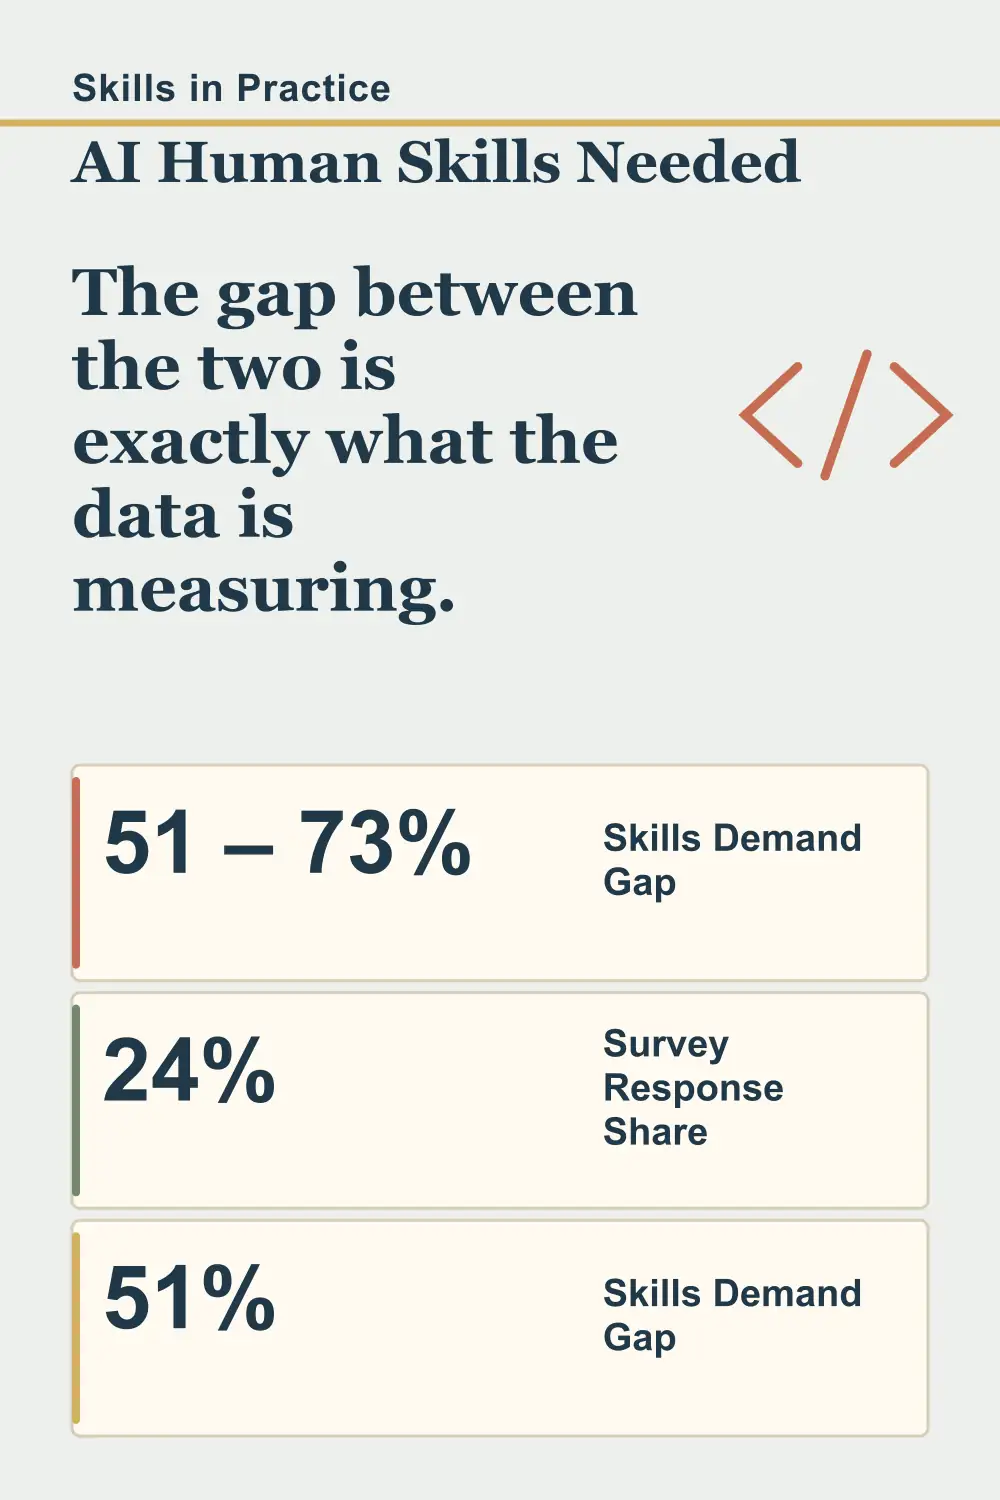 Skills in Practice
AI Human Skills Needed
The gap between
the two is
exactly what the
data is
measuring.
51 – 73%
Skills Demand
Gap
24%
Survey
Response
Share
51%
Skills Demand
Gap